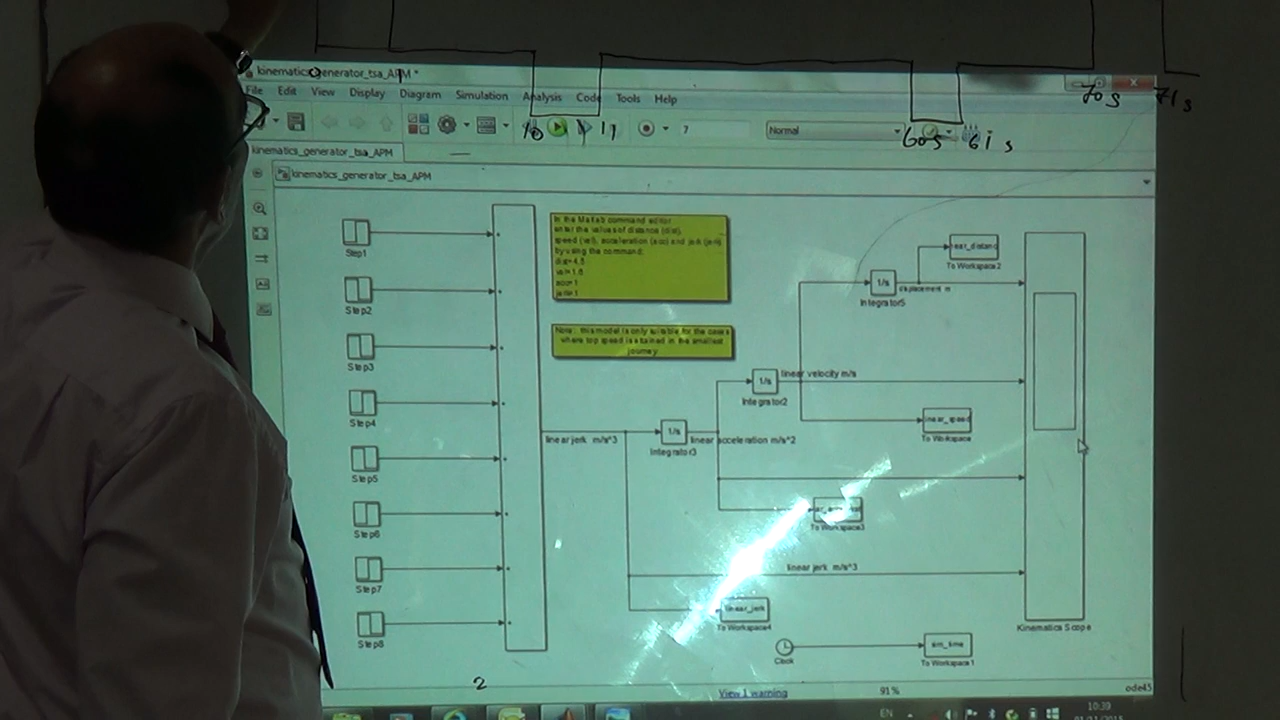 kinematics_generator_tsa_APM *
File Edit View Display Diagram Simulation Analysis Code Tools Help
70s 71s
10 11
7
Normal
60s 61s
kinematics_generator_tsa_APM
kinematics_generator_tsa_APM
Step1
Step2
Step3
Step4
Step5
Step6
Step7
Step8
In the Matlab command editor
enter the values of distance (dist),
speed (vel), acceleration (acc) and jerk (jerk)
by using the command:
dist=4.5
vel=1.5
acc=1
jerk=1
Note: this model is only suitable for the cases
where top speed is attained in the smallest
journey
linear jerk m/s^3
1/s
Integrator3
linear acceleration m/s^2
1/s
Integrator2
linear velocity m/s
1/s
Integrator5
displacement m
To Workspace2
linear_speed
To Workspace
To Workspace3
linear jerk m/s^3
linear_jerk
To Workspace4
Clock
sim_time
To Workspace1
Kinematics Scope
2
View 1 warning
91%
ode45
EN
10:39